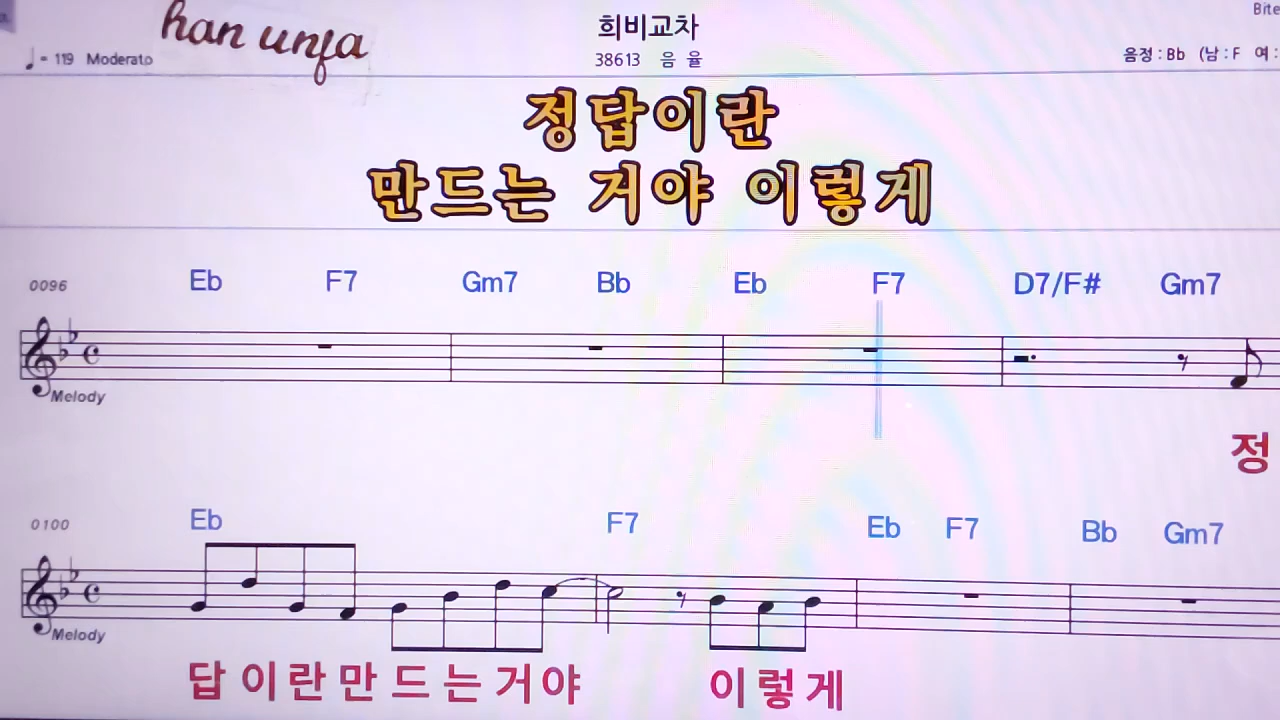 han unja
희비교차
Bite
♩= 119 Moderato
38613 음율
음정 : Bb (남 : F 여 :
정답이란
만드는 거야 이렇게
Eb F7 Gm7 Bb Eb F7 D7/F# Gm7
0096
Melody
정
Eb F7 Eb F7 Bb Gm7
0100
Melody
답이란만드는거야 이렇게